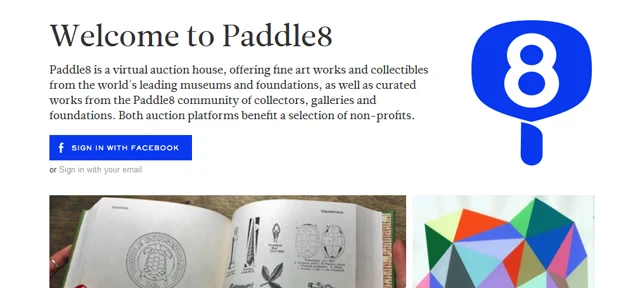 Welcome to Paddle8
Paddle8 is a virtual auction house, offering fine art works and collectibles
from the world's leading museums and foundations, as well as curated
works from the Paddle8 community of collectors, galleries and
foundations. Both auction platforms benefit a selection of non-profits.
8
f SIGN IN WITH FACEBOOK
or Sign in with your email